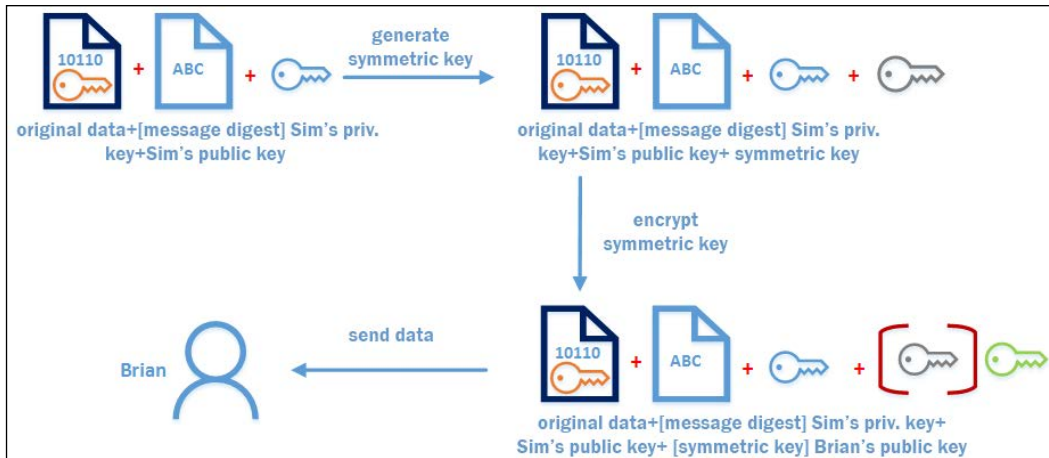 10110
ABC
generate
symmetric key
10110
ABC
original data+[message digest] Sim's priv.
key+Sim's public key
original data+[message digest] Sim's priv.
key+Sim's public key+ symmetric key
encrypt
symmetric key
Brian
send data
10110
ABC
original data+[message digest] Sim's priv. key+
Sim's public key+ [symmetric key] Brian's public key